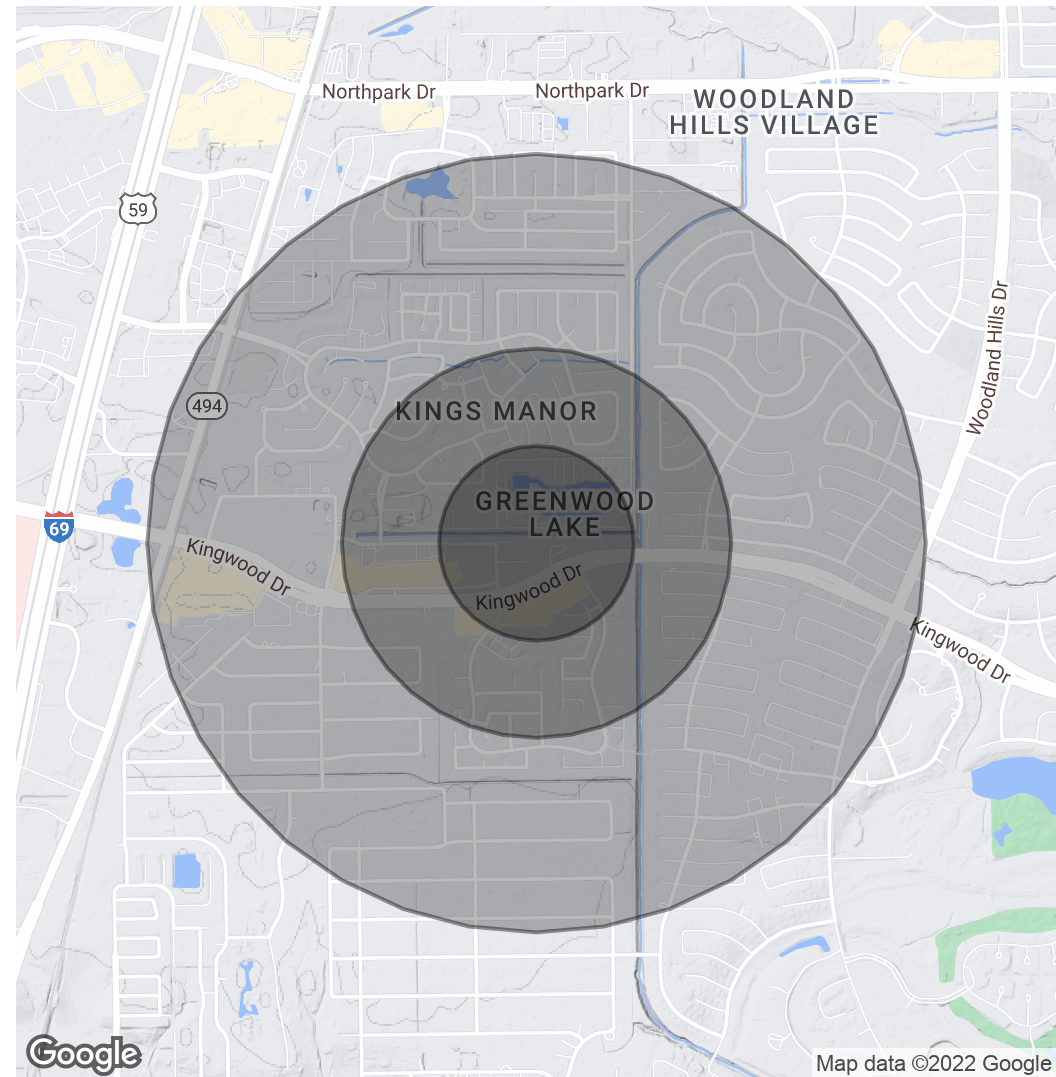 Northpark Dr
Northpark Dr
WOODLAND
HILLS VILLAGE
59
Woodland Hills Dr
494
KINGS MANOR
GREENWOOD
LAKE
69
Kingwood Dr
Kingwood Dr
Kingwood Dr
Google
Map data ©2022 Google